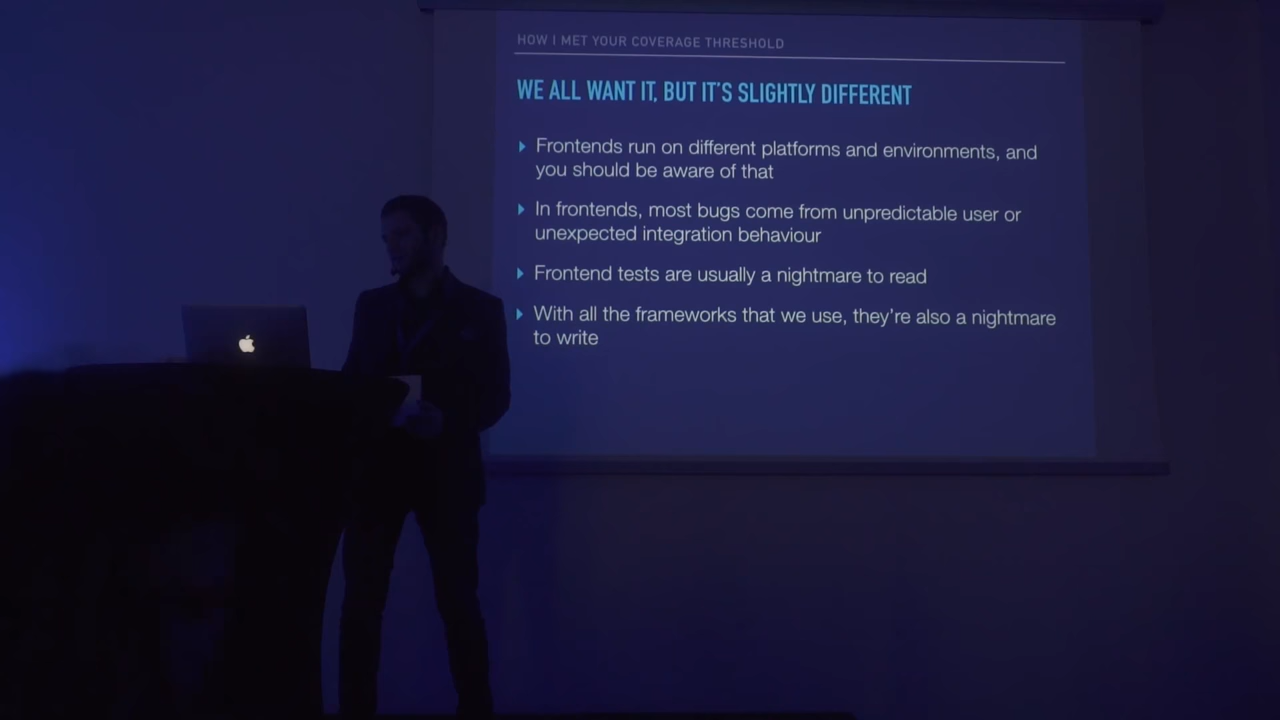 HOW I MET YOUR COVERAGE THRESHOLD
WE ALL WANT IT, BUT IT'S SLIGHTLY DIFFERENT
Frontends run on different platforms and environments, and
you should be aware of that
In frontends, most bugs come from unpredictable user or
unexpected integration behaviour
Frontend tests are usually a nightmare to read
With all the frameworks that we use, they're also a nightmare
to write